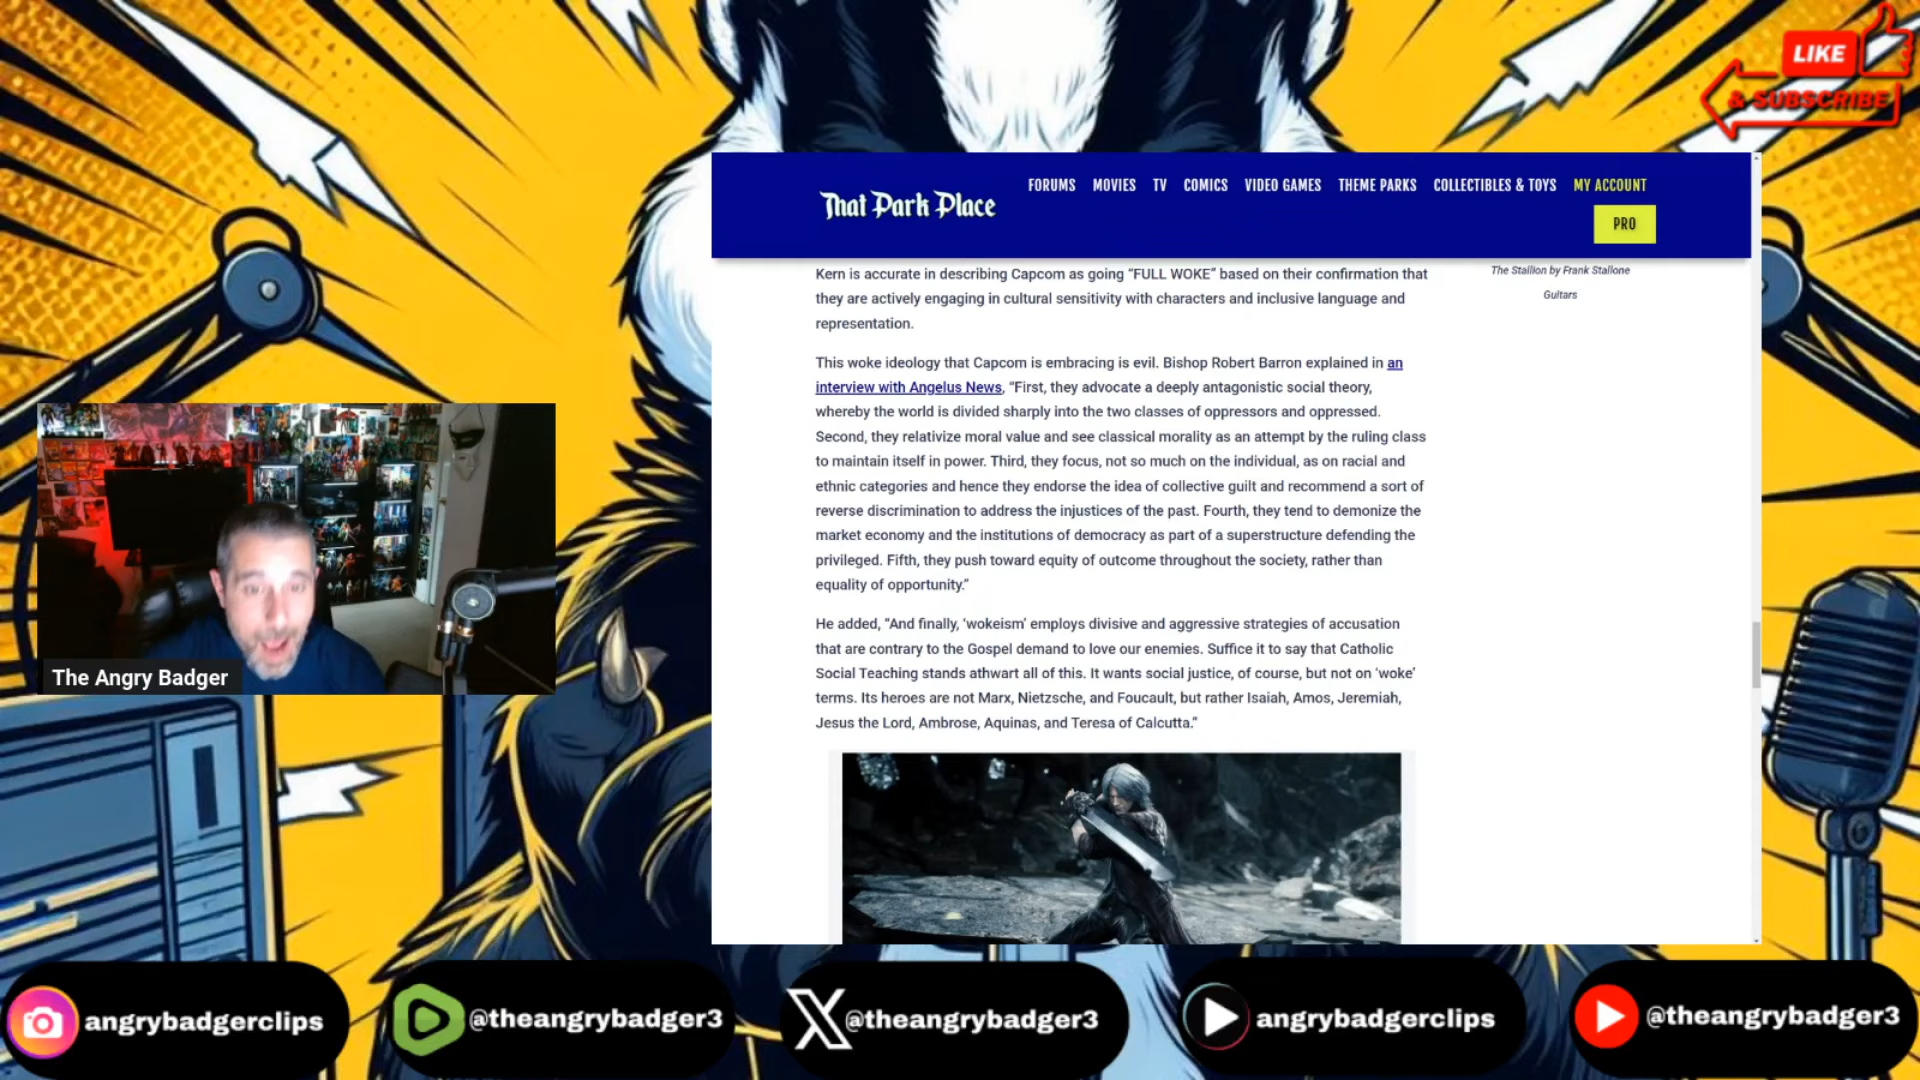 LIKE
& SUBSCRIBE
That Park Place
FORUMS MOVIES TV COMICS VIDEO GAMES THEME PARKS COLLECTIBLES & TOYS MY ACCOUNT
PRO
Kern is accurate in describing Capcom as going “FULL WOKE” based on their confirmation that
they are actively engaging in cultural sensitivity with characters and inclusive language and
representation.
The Stallion by Frank Stallone
Guitars
This woke ideology that Capcom is embracing is evil. Bishop Robert Barron explained in an
interview with Angelus News, “First, they advocate a deeply antagonistic social theory,
whereby the world is divided sharply into the two classes of oppressors and oppressed.
Second, they relativize moral value and see classical morality as an attempt by the ruling class
to maintain itself in power. Third, they focus, not so much on the individual, as on racial and
ethnic categories and hence they endorse the idea of collective guilt and recommend a sort of
reverse discrimination to address the injustices of the past. Fourth, they tend to demonize the
market economy and the institutions of democracy as part of a superstructure defending the
privileged. Fifth, they push toward equity of outcome throughout the society, rather than
equality of opportunity.”
He added, “And finally, ‘wokeism’ employs divisive and aggressive strategies of accusation
that are contrary to the Gospel demand to love our enemies. Suffice it to say that Catholic
Social Teaching stands athwart all of this. It wants social justice, of course, but not on ‘woke’
terms. Its heroes are not Marx, Nietzsche, and Foucault, but rather Isaiah, Amos, Jeremiah,
Jesus the Lord, Ambrose, Aquinas, and Teresa of Calcutta.”
The Angry Badger
angrybadgerclips
@theangrybadger3
@theangrybadger3
angrybadgerclips
@theangrybadger3